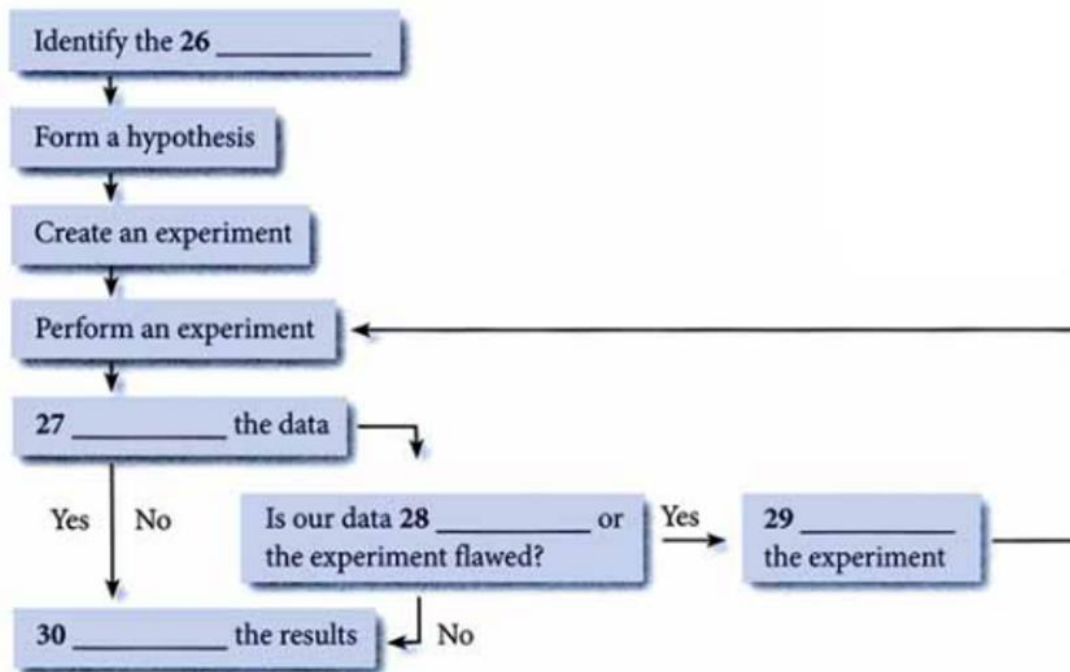 Identify the 26 __________
Form a hypothesis
Create an experiment
Perform an experiment
27 __________ the data
Yes No
Is our data 28 __________ or
the experiment flawed?
Yes
29 __________
the experiment
30 __________ the results
No